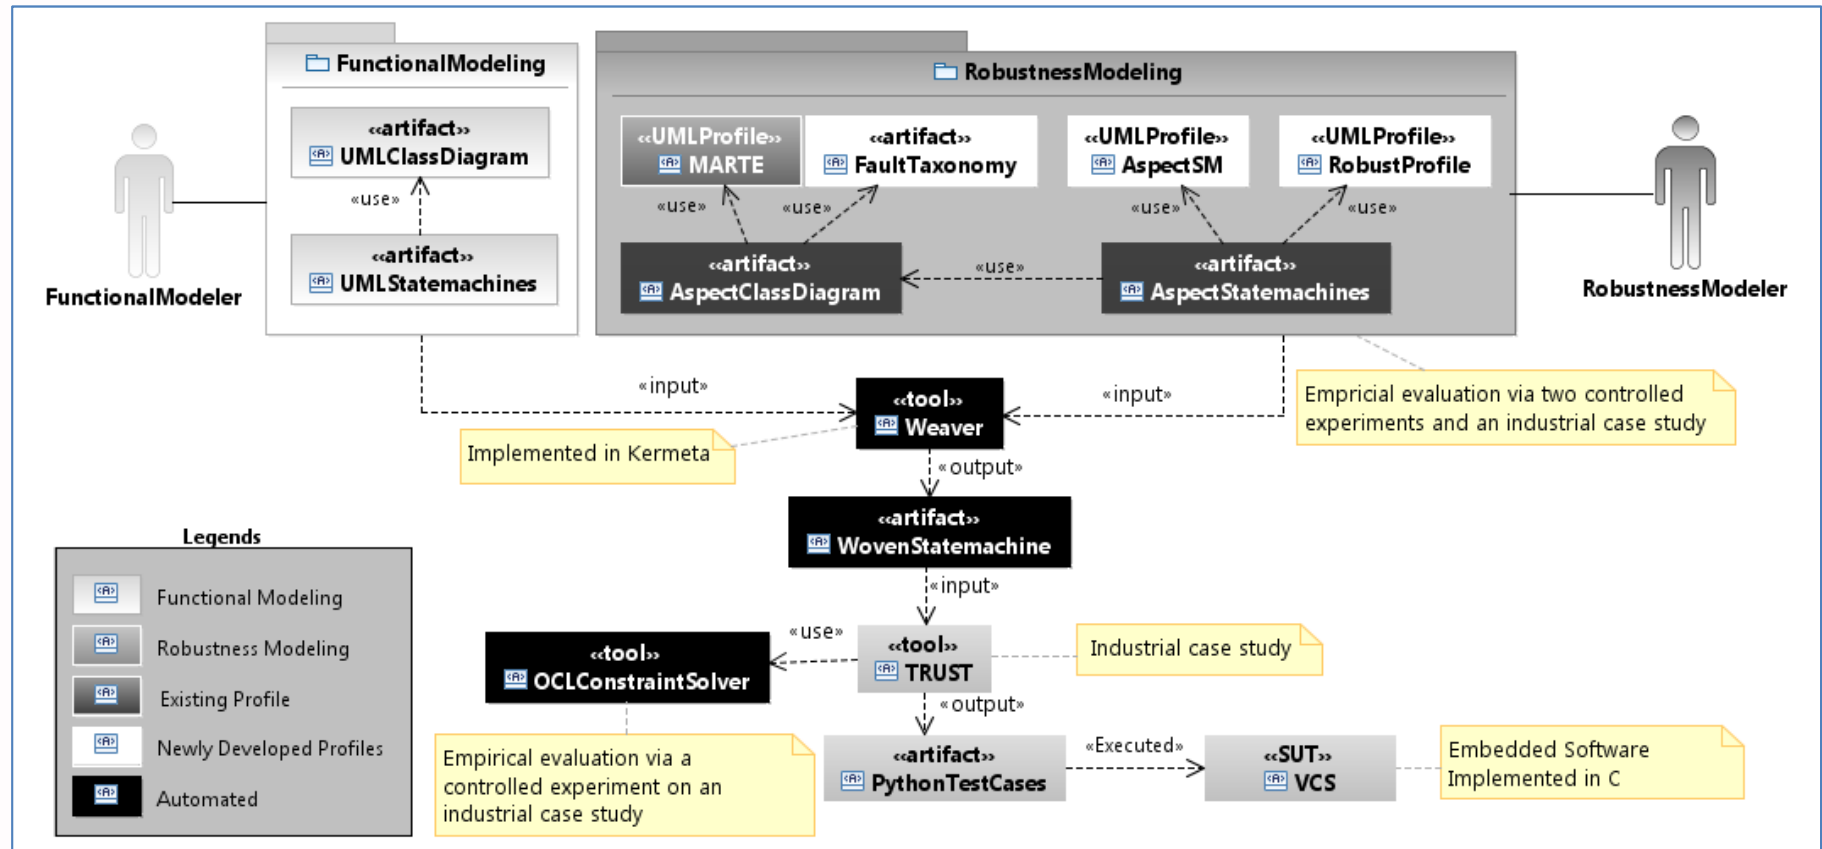 FunctionalModeling
«artifact»
UMLClassDiagram
«use»
«artifact»
UMLStatemachines
FunctionalModeler
RobustnessModeling
«UMLProfile»
MARTE
«artifact»
FaultTaxonomy
«UMLProfile»
AspectSM
«UMLProfile»
RobustProfile
«use»
«use»
«use»
«use»
«artifact»
AspectClassDiagram
«use»
«artifact»
AspectStatemachines
RobustnessModeler
«input»
«tool»
Weaver
«input»
Empricial evaluation via two controlled
experiments and an industrial case study
Implemented in Kermeta
«output»
«artifact»
WovenStatemachine
«input»
«use»
«tool»
TRUST
Industrial case study
«tool»
OCLConstraintSolver
«output»
Empirical evaluation via a
controlled experiment on an
industrial case study
«artifact»
PythonTestCases
«Executed»
«SUT»
VCS
Embedded Software
Implemented in C
Legends
<A>
Functional Modeling
<A>
Robustness Modeling
<A>
Existing Profile
<A>
Newly Developed Profiles
<A>
Automated